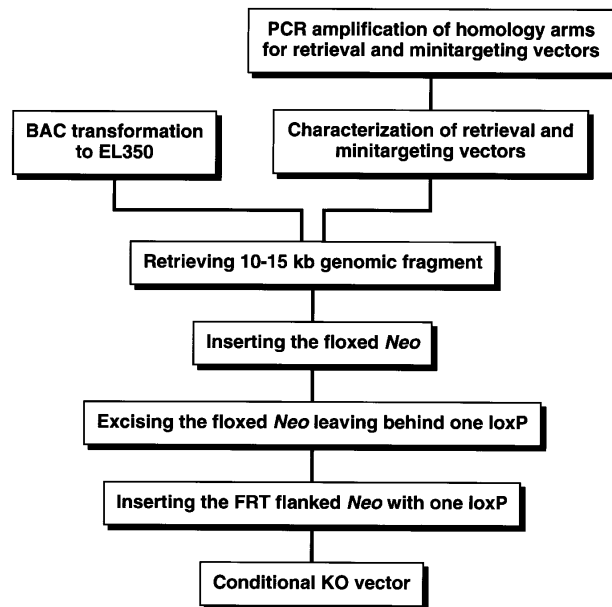 PCR amplification of homology arms
for retrieval and minitargeting vectors
BAC transformation
to EL350
Characterization of retrieval and
minitargeting vectors
Retrieving 10-15 kb genomic fragment
Inserting the floxed Neo
Excising the floxed Neo leaving behind one loxP
Inserting the FRT flanked Neo with one loxP
Conditional KO vector